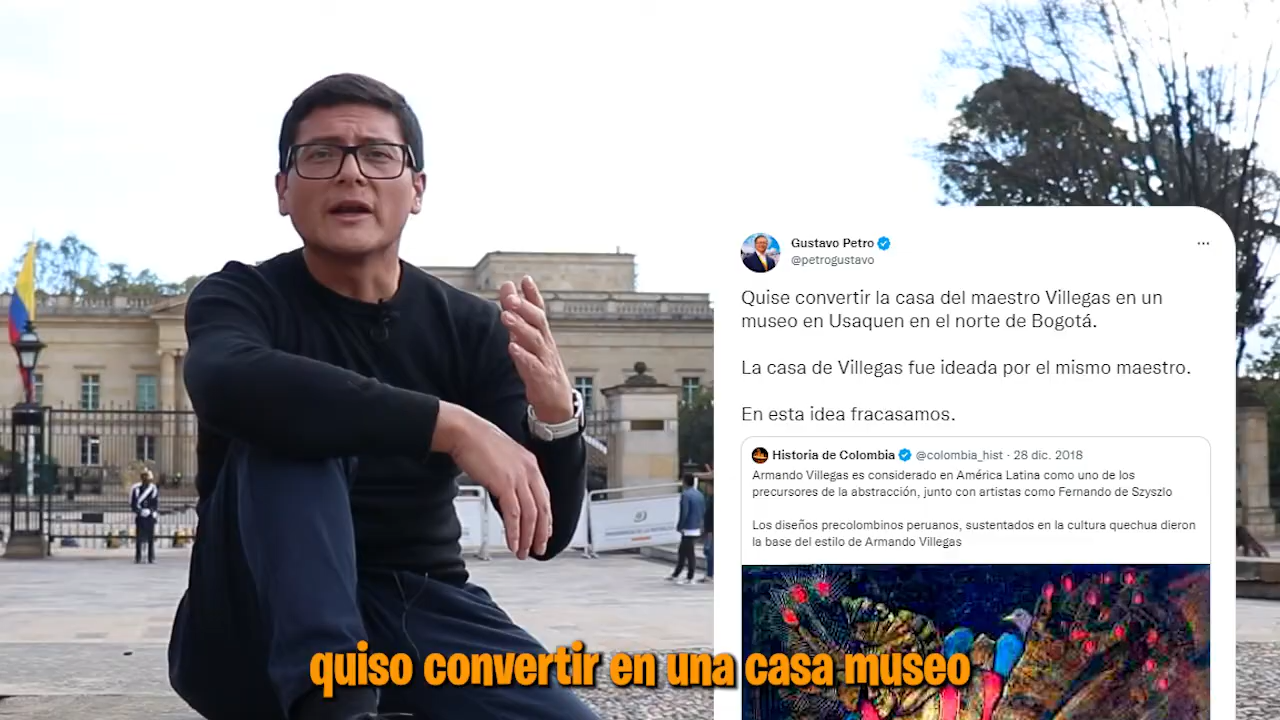 Gustavo Petro
@petrogustavo
Quise convertir la casa del maestro Villegas en un
museo en Usaquen en el norte de Bogotá.
La casa de Villegas fue ideada por el mismo maestro.
En esta idea fracasamos.
Historia de Colombia @colombia_hist · 28 dic. 2018
Armando Villegas es considerado en América Latina como uno de los
precursores de la abstracción, junto con artistas como Fernando de Szyszlo
Los diseños precolombinos peruanos, sustentados en la cultura quechua dieron
la base del estilo de Armando Villegas
quiso convertir en una casa museo